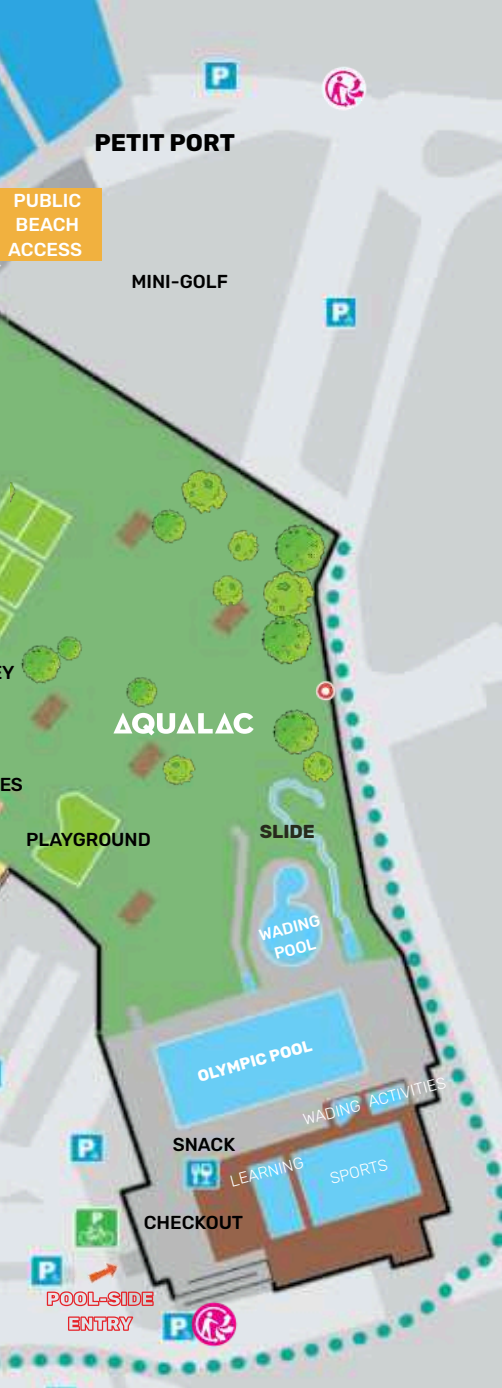 P
PETIT PORT
PUBLIC
BEACH
ACCESS
MINI-GOLF
P
EY
AQUALAC
ES
PLAYGROUND
SLIDE
WADING
POOL
OLYMPIC POOL
WADING ACTIVITIES
SNACK
P
LEARNING
SPORTS
CHECKOUT
P
P
POOL-SIDE
ENTRY
P